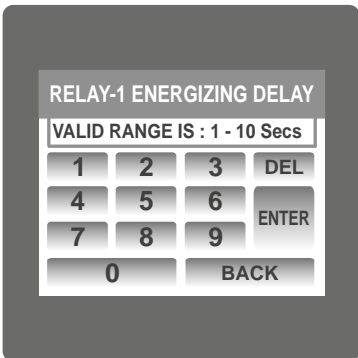 RELAY-1 ENERGIZING DELAY
VALID RANGE IS : 1 - 10 Secs
1 2 3 DEL
4 5 6 ENTER
7 8 9
0 BACK